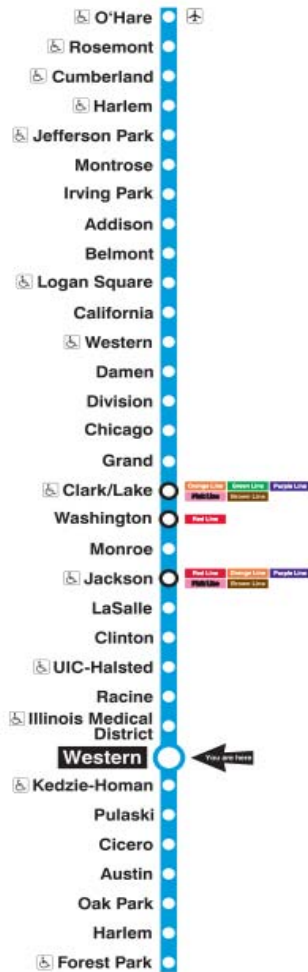 O'Hare
Rosemont
Cumberland
Harlem
Jefferson Park
Montrose
Irving Park
Addison
Belmont
Logan Square
California
Western
Damen
Division
Chicago
Grand
Clark/Lake
Orange Line Green Line Purple Line
Pink Line Brown Line
Washington
Red Line
Monroe
Jackson
Red Line Orange Line Purple Line
Pink Line Brown Line
LaSalle
Clinton
UIC-Halsted
Racine
Illinois Medical
District
Western
You are here
Kedzie-Homan
Pulaski
Cicero
Austin
Oak Park
Harlem
Forest Park